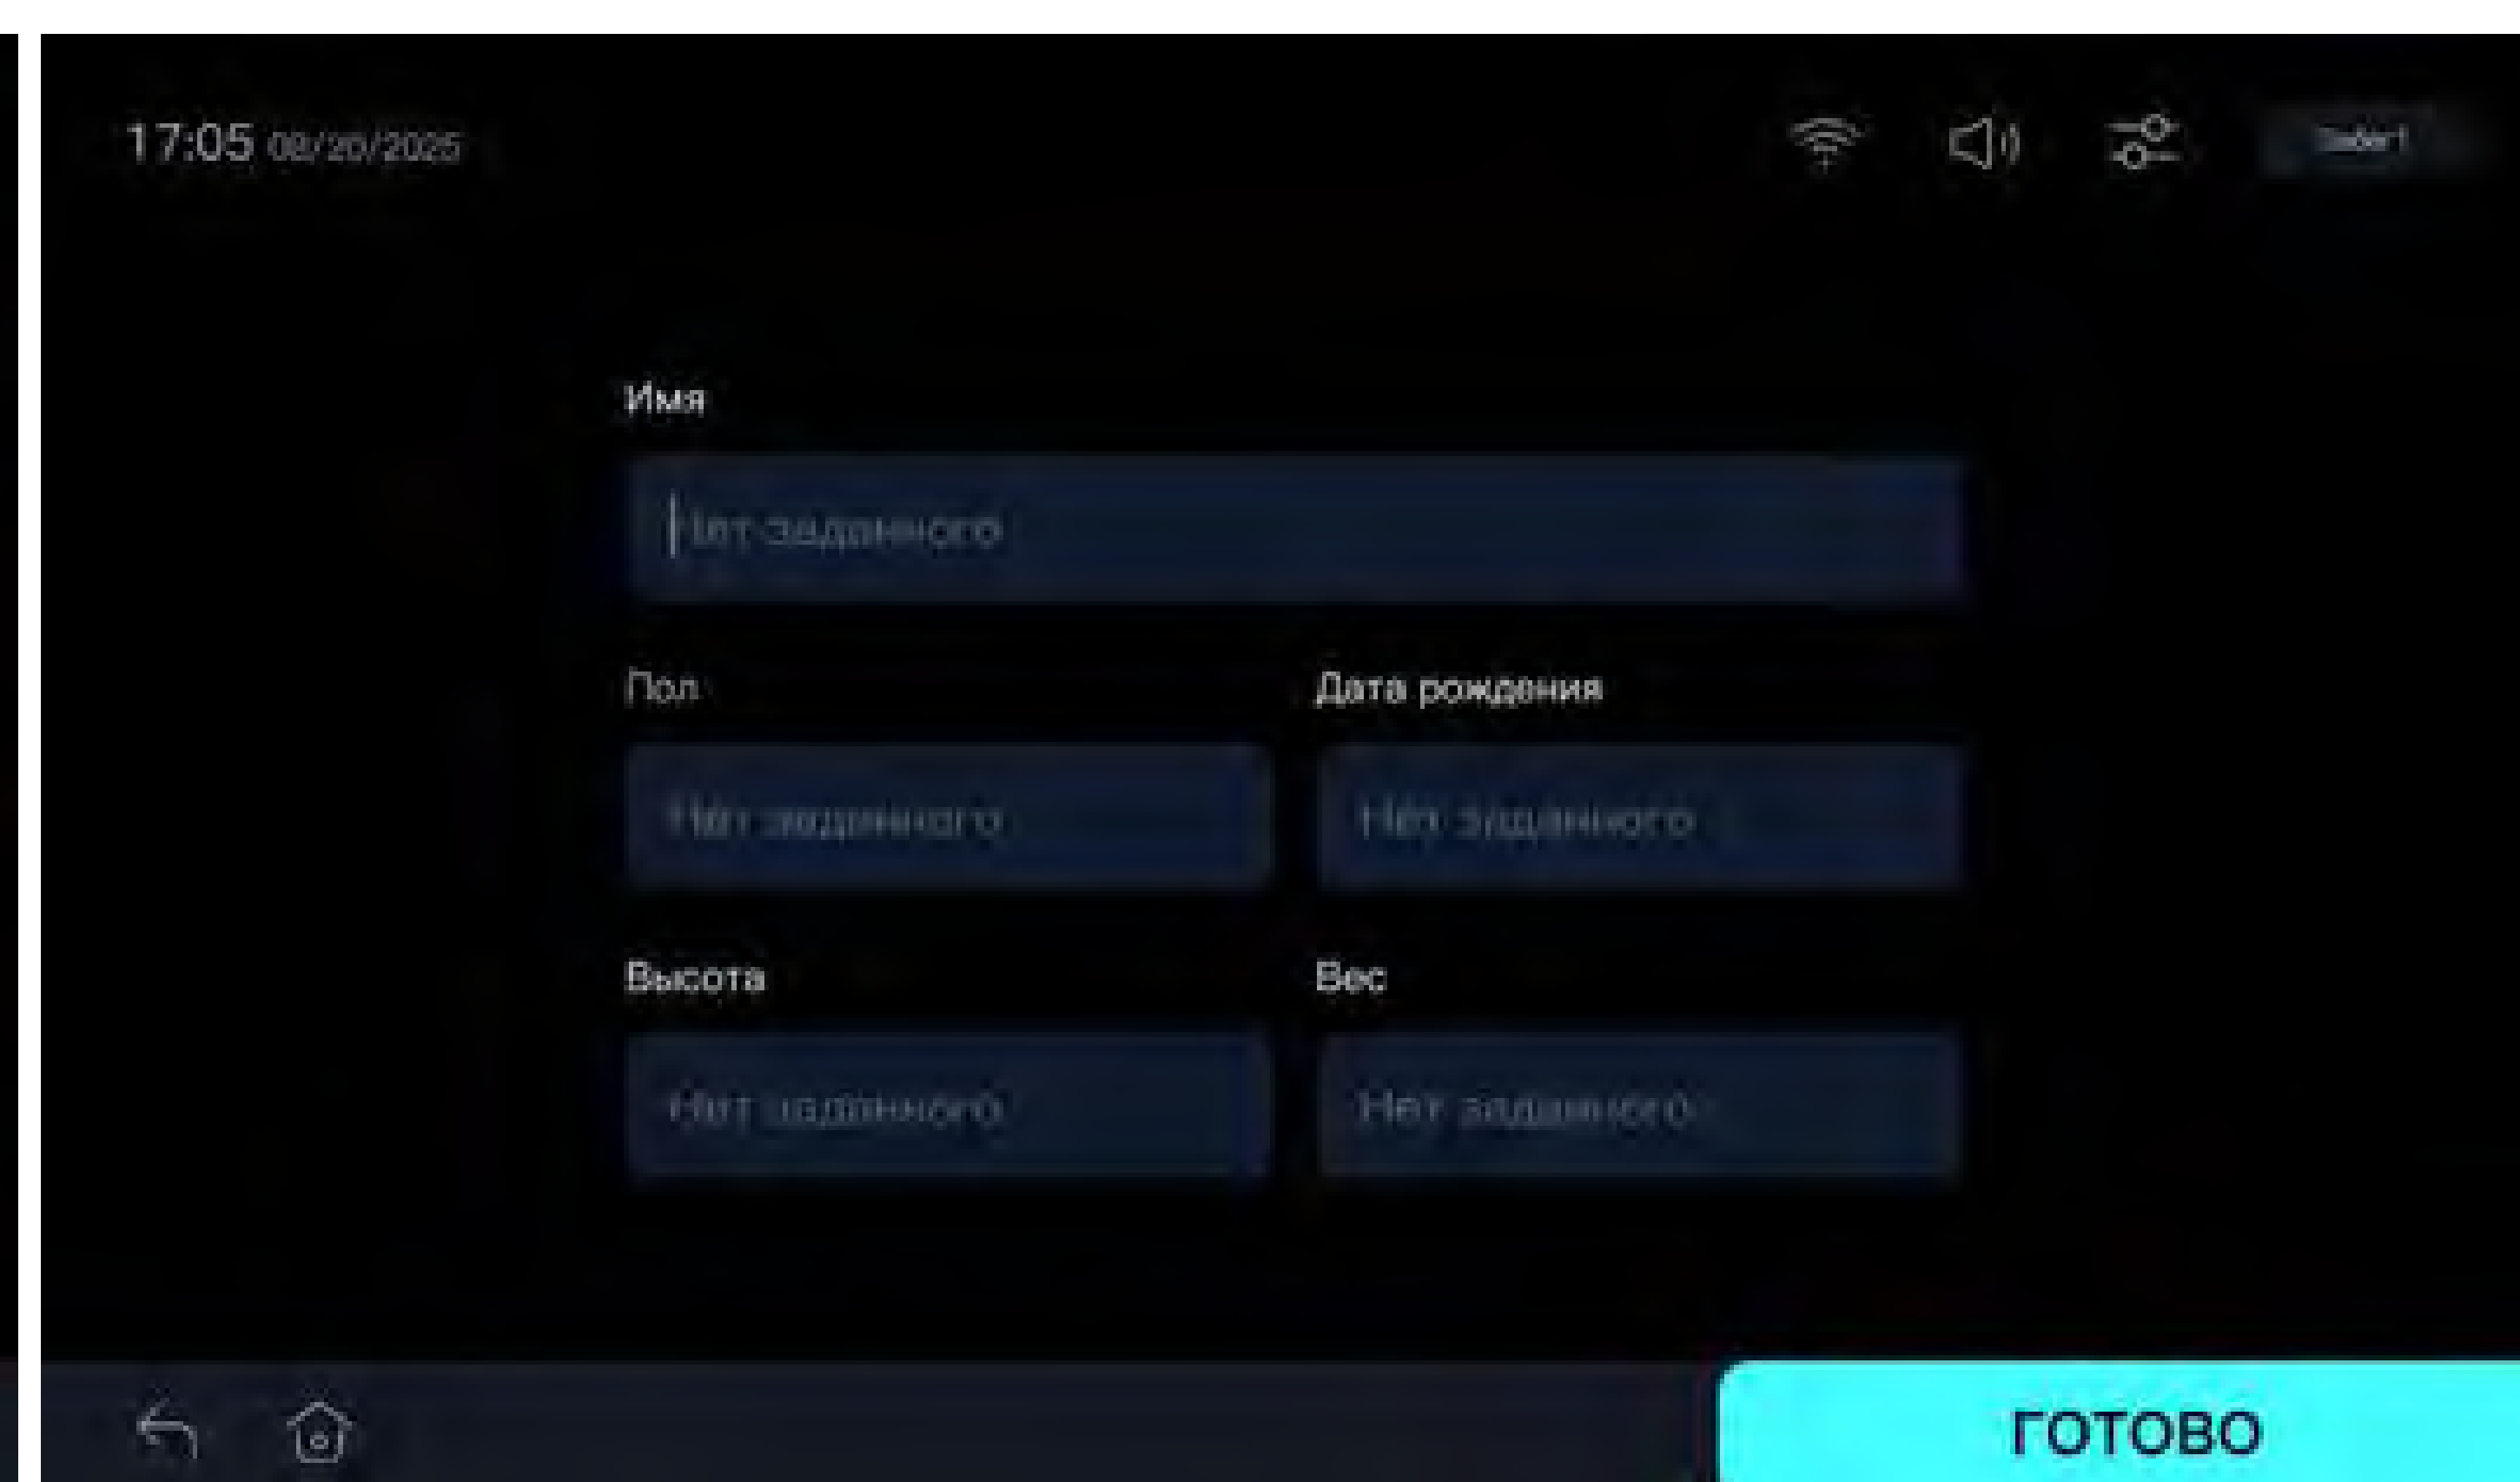 17:05 08/20/2025
Имя
Нет заданного
Пол
Дата рождения
Нет заданного
Нет заданного
Высота
Вес
Нет заданного
Нет заданного
ГОТОВО